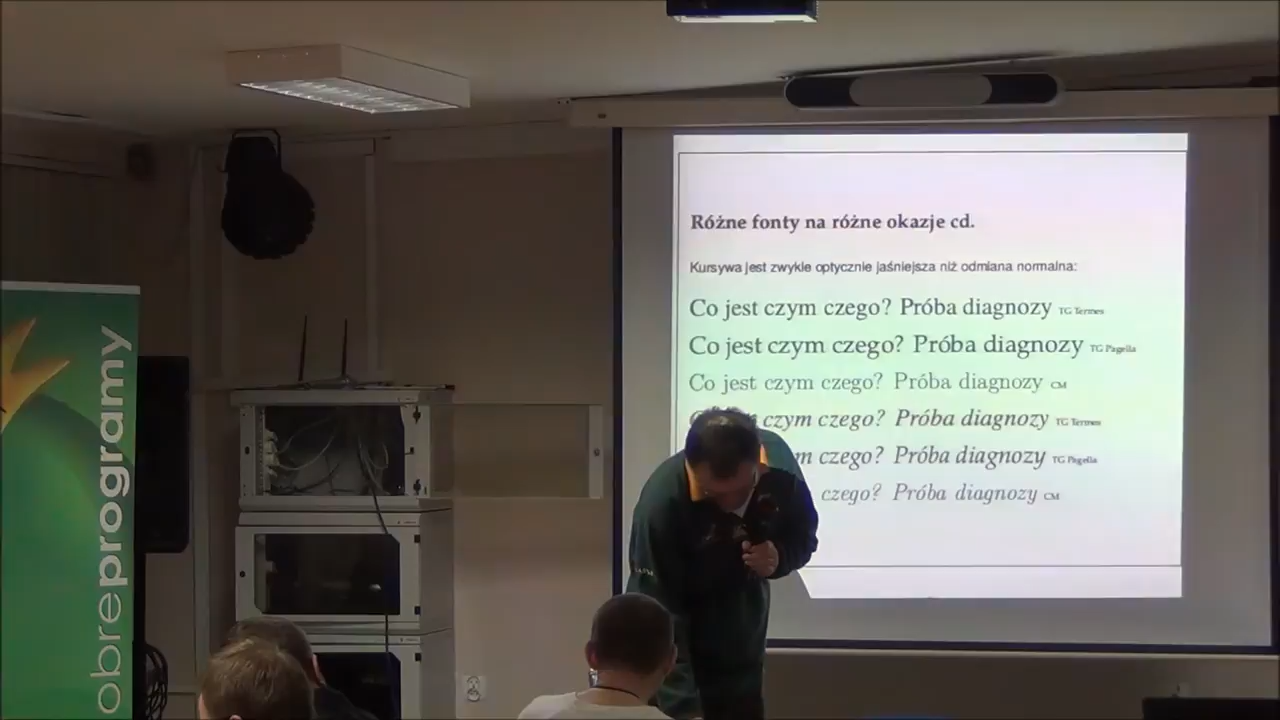 Różne fonty na różne okazje cd.
Kursywa jest zwykle optycznie jaśniejsza niż odmiana normalna:
Co jest czym czego? Próba diagnozy TG Termes
Co jest czym czego? Próba diagnozy TG Pagella
Co jest czym czego? Próba diagnozy CM
czym czego? Próba diagnozy TG Termes
m czego? Próba diagnozy TG Pagella
czego? Próba diagnozy CM
obreprogramy